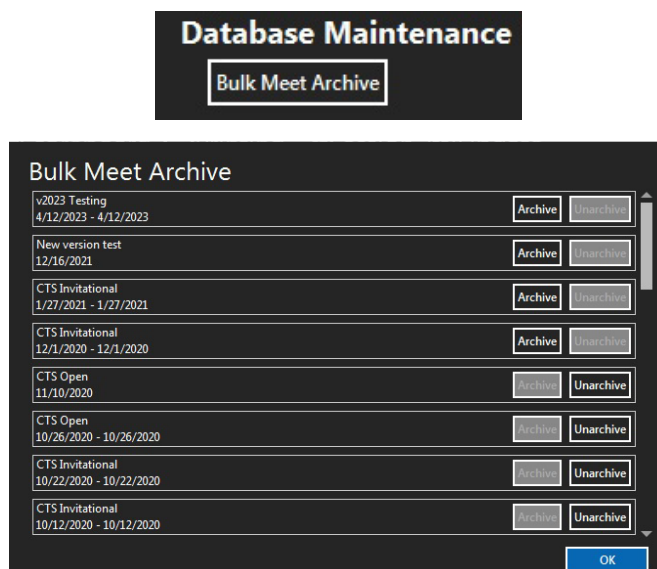 Database Maintenance
Bulk Meet Archive
Bulk Meet Archive
v2023 Testing
4/12/2023 - 4/12/2023
Archive Unarchive
New version test
12/16/2021
Archive Unarchive
CTS Invitational
1/27/2021 - 1/27/2021
Archive Unarchive
CTS Invitational
12/1/2020 - 12/1/2020
Archive Unarchive
CTS Open
11/10/2020
Archive Unarchive
CTS Open
10/26/2020 - 10/26/2020
Archive Unarchive
CTS Invitational
10/22/2020 - 10/22/2020
Archive Unarchive
CTS Invitational
10/12/2020 - 10/12/2020
Archive Unarchive
OK